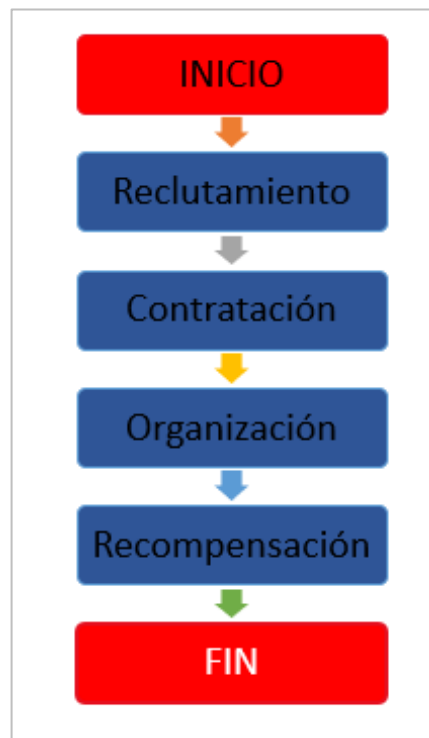 INICIO
Reclutamiento
Contratación
Organización
Recompensación
FIN